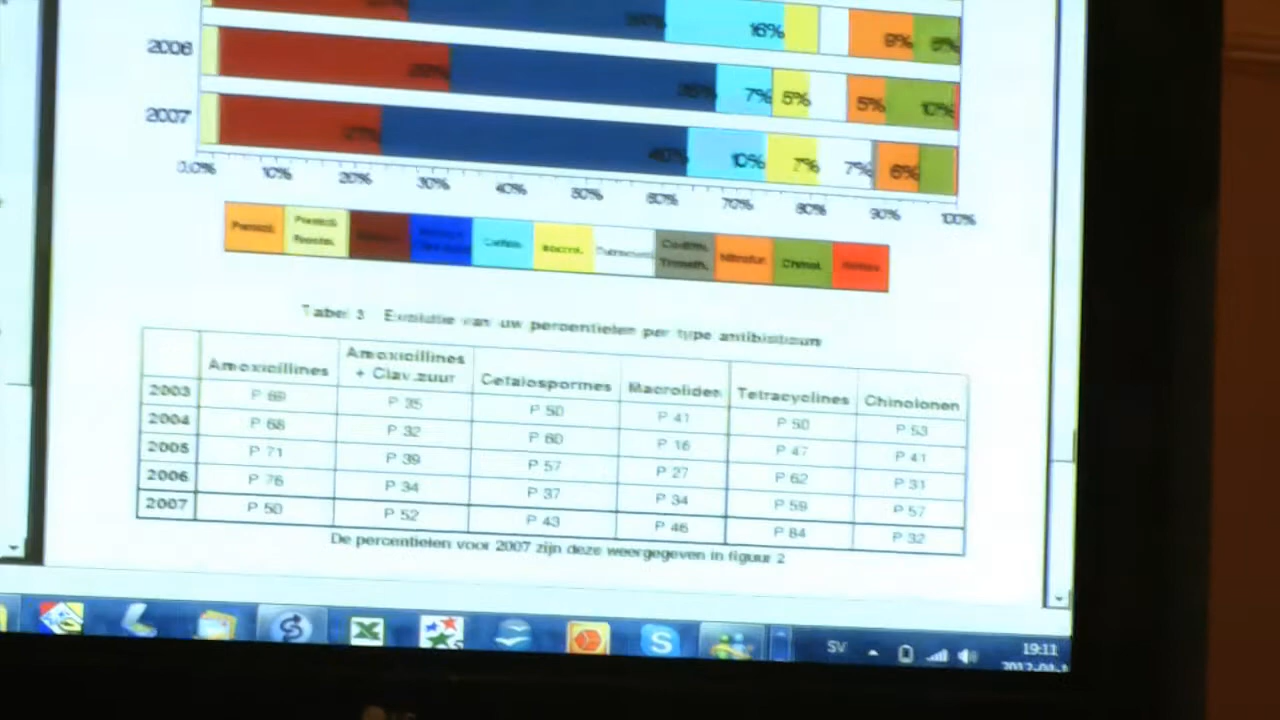 16% 9% 8%
2006
7% 5% 5% 10%
2007
40% 10% 7% 7% 6%
0.0% 10% 20% 30% 40% 50% 60% 70% 80% 90% 100%
Tabel 3 Evolutie van uw percentielen per type antibioticum
Amoxicillines Amoxicillines + Clav.zuur Cefalosporines Macroliden Tetracyclines Chinolonen
2003 P 69 P 35 P 50 P 41 P 50 P 53
2004 P 68 P 32 P 60 P 16 P 47 P 41
2005 P 71 P 39 P 57 P 27 P 62 P 31
2006 P 76 P 34 P 37 P 34 P 59 P 57
2007 P 50 P 52 P 43 P 46 P 84 P 32
De percentielen voor 2007 zijn deze weergegeven in figuur 2
SV 19:11